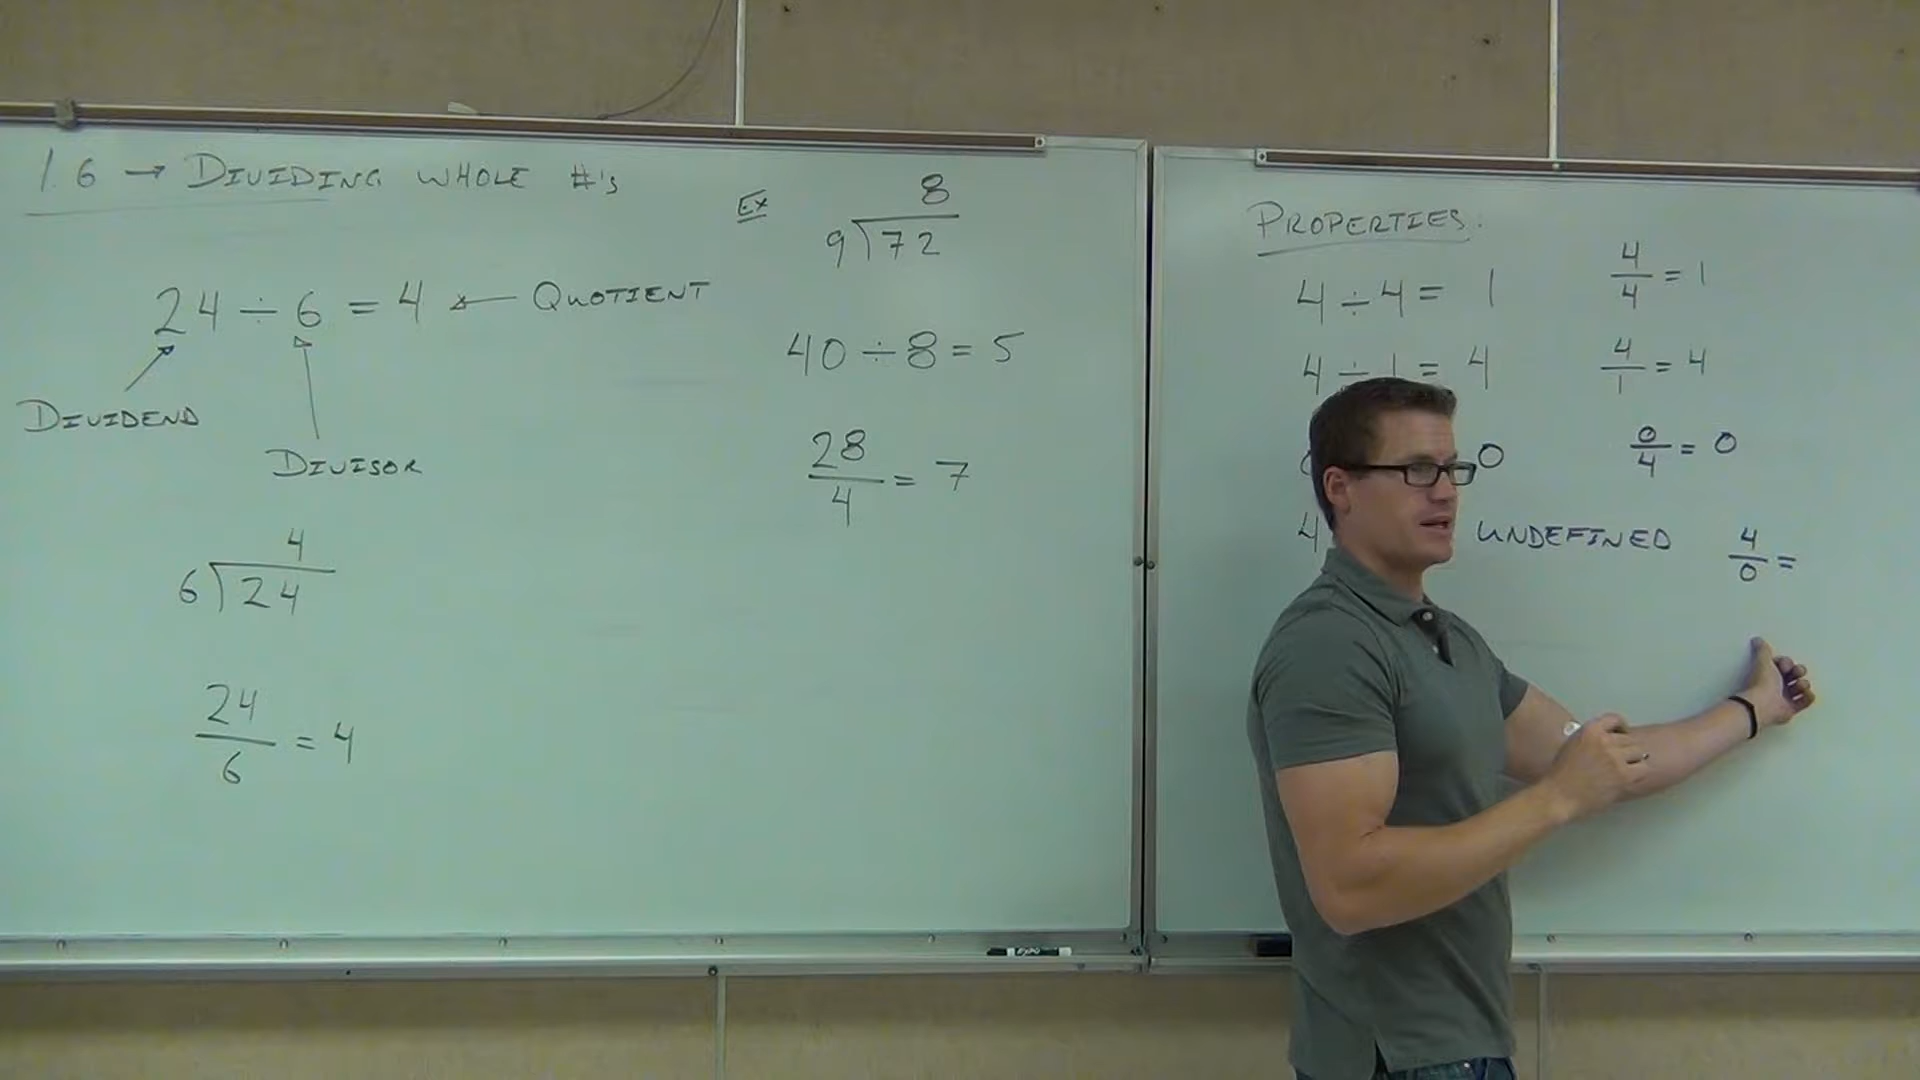 1.6 → DIVIDING WHOLE #'s
24 ÷ 6 = 4 ← QUOTIENT
DIVIDEND
DIVISOR
4
6 24
24
6 = 4
Ex
8
9 72
40 ÷ 8 = 5
28
4 = 7
PROPERTIES:
4 ÷ 4 = 1
4
4 = 1
4 ÷ 1 = 4
4
1 = 4
0
0
4 = 0
4 UNDEFINED
4
0 =
EXPO